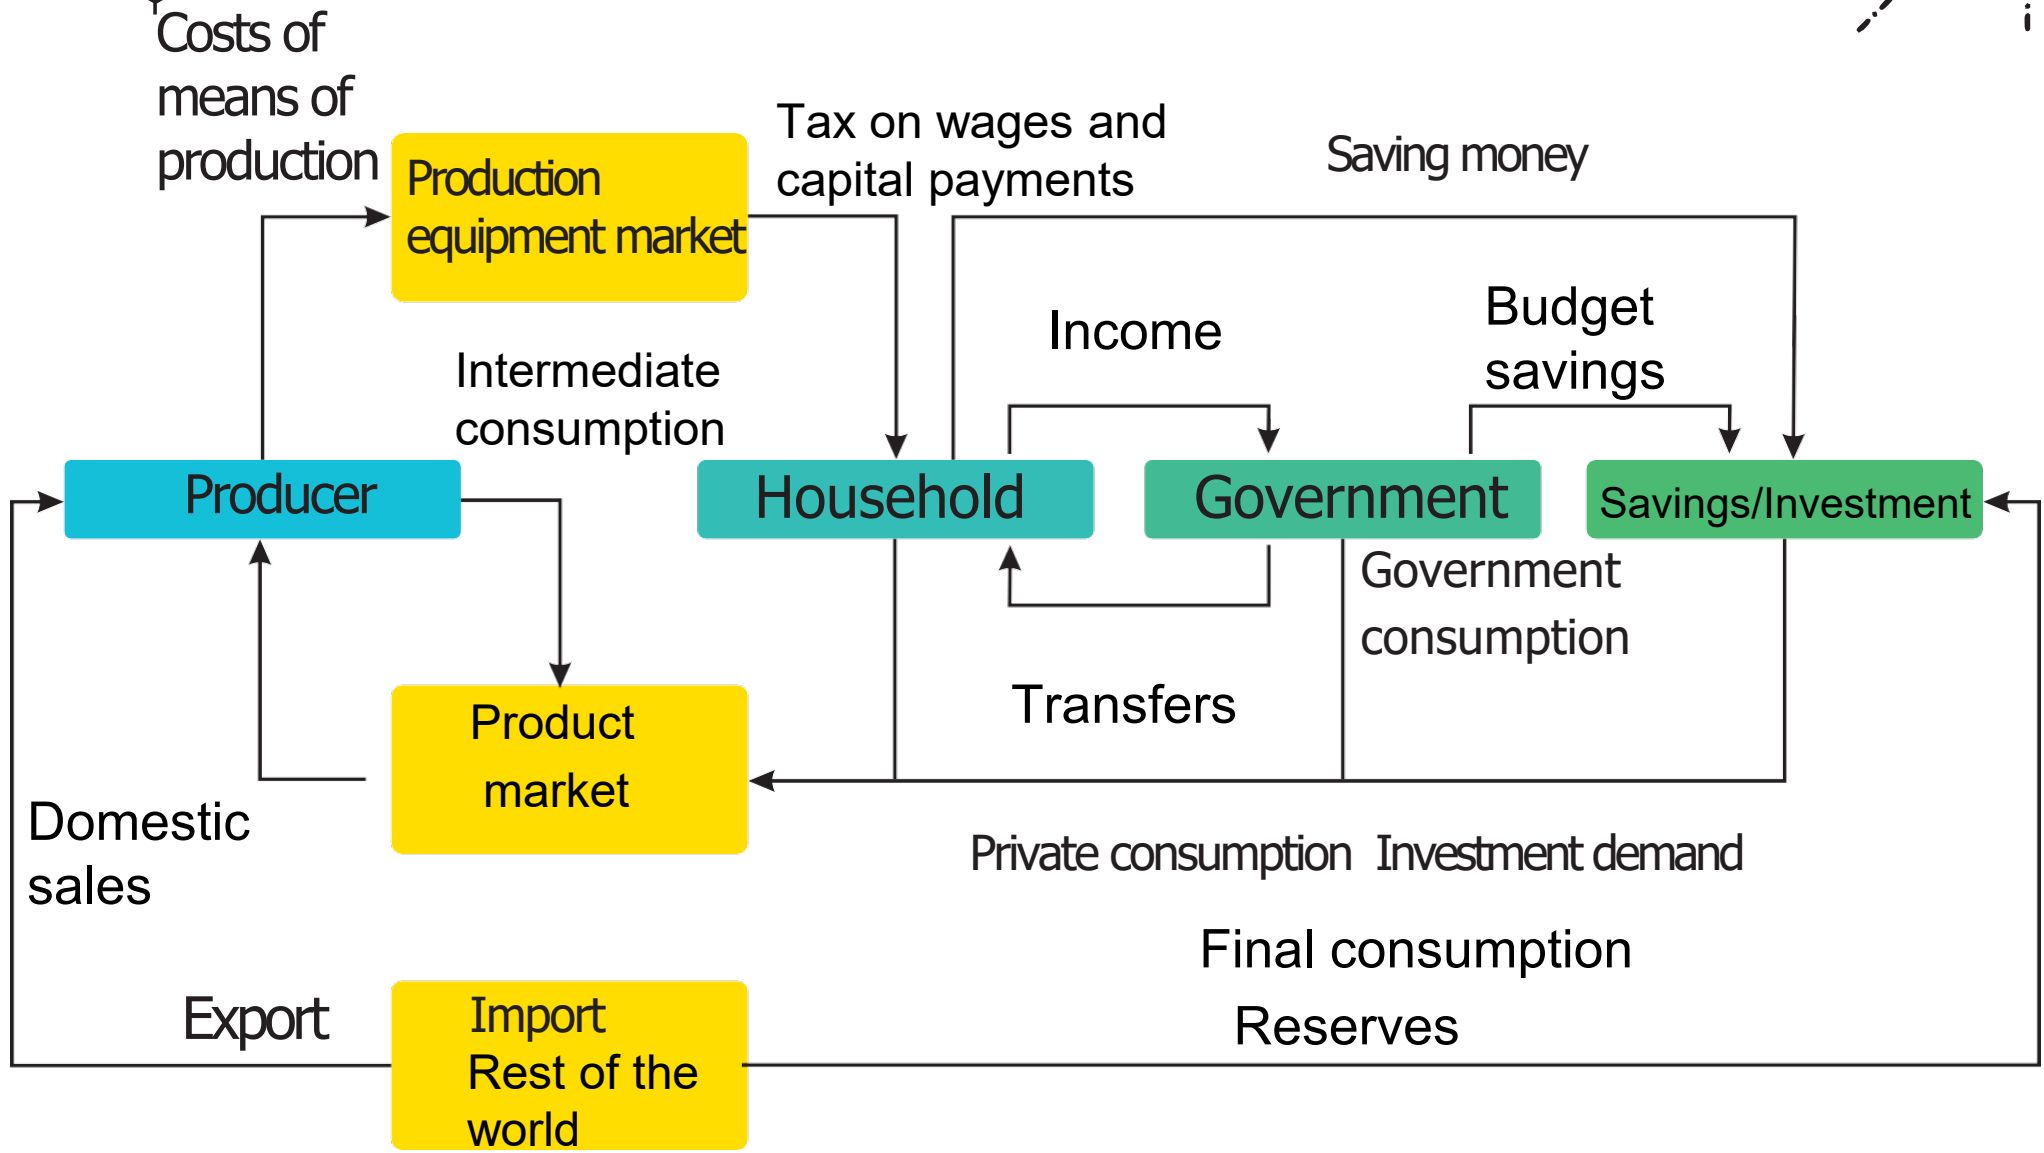 Costs of
means of
production
Production
equipment market
Tax on wages and
capital payments
Saving money
Intermediate
consumption
Income
Budget
savings
Producer
Household
Government
Savings/Investment
Government
consumption
Transfers
Product
market
Domestic
sales
Private consumption Investment demand
Final consumption
Export
Import
Rest of the
world
Reserves